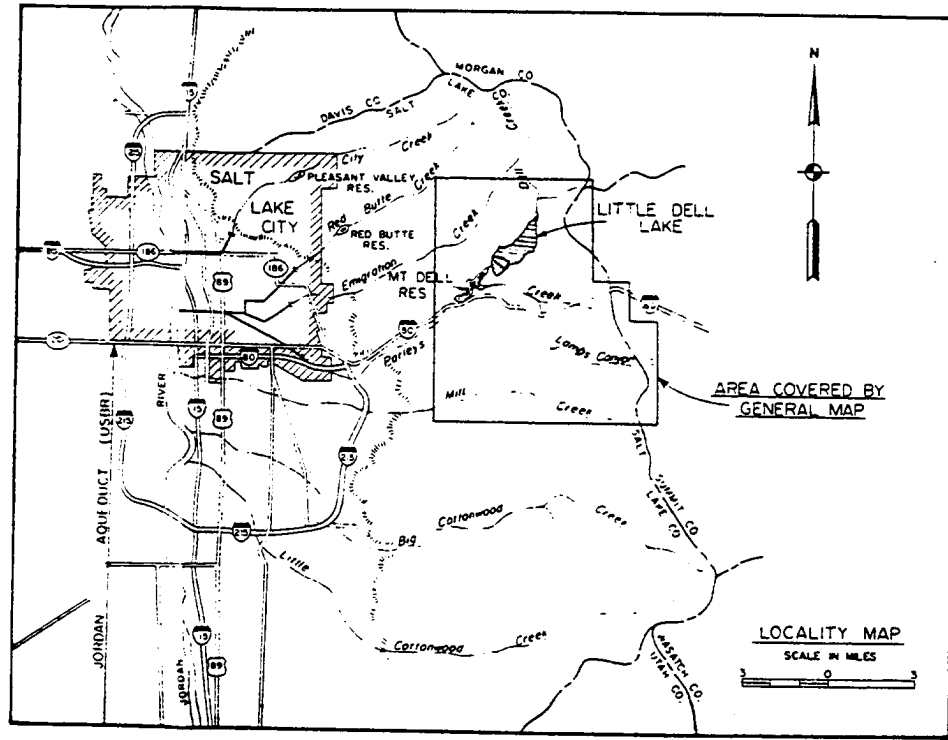 N
MORGAN CO
DAVIS CO
SALT LAKE CO.
15
215
SALT
LAKE
CITY
City Creek
PLEASANT VALLEY
RES.
Red Butte Creek
RED BUTTE
RES.
Dell Creek
LITTLE DELL
LAKE
Emigration Creek
MT DELL
RES
80
186
186
89
Creek
80
Parleys
80
Lambs Canyon
AREA COVERED BY
GENERAL MAP
Mill Creek
RIVER
15
89
215
215
JORDAN AQUEDUCT (USBR)
SUMMIT CO
SALT LAKE CO
Big Cottonwood Creek
215
Little Cottonwood Creek
15
89
JORDAN
WASATCH CO.
UTAH CO.
LOCALITY MAP
SCALE IN MILES
3 0 3